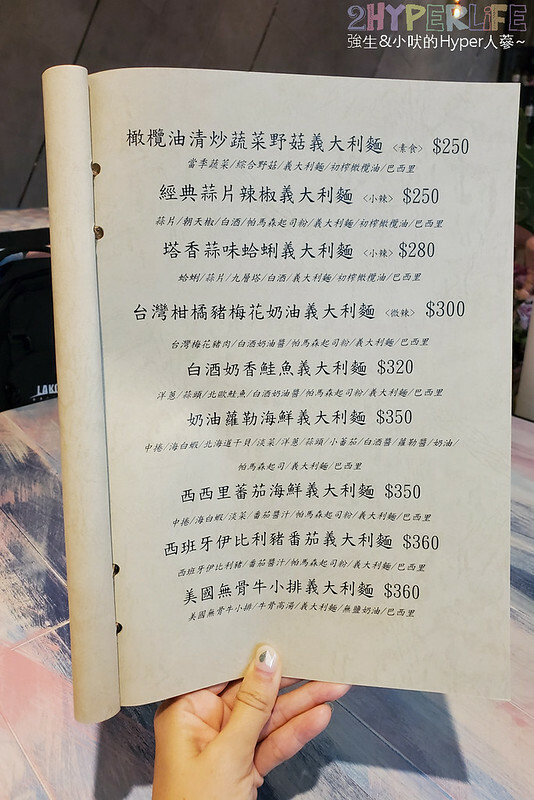 2HYPERLIFE
強生&小吠的Hyper人蔘~
橄欖油清炒蔬菜野菇義大利麵 <素食> $250
當季蔬菜/綜合野菇/義大利麵/初榨橄欖油/巴西里
經典蒜片辣椒義大利麵 <小辣> $250
蒜片/朝天椒/白酒/帕馬森起司粉/義大利麵/初榨橄欖油/巴西里
塔香蒜味蛤蜊義大利麵 <小辣> $280
蛤蜊/蒜片/九層塔/白酒/義大利麵/初榨橄欖油/巴西里
台灣柑橘豬梅花奶油義大利麵 <微辣> $300
台灣梅花豬肉/白酒奶油醬/帕馬森起司粉/義大利麵/巴西里
白酒奶香鮭魚義大利麵 $320
洋蔥/蒜頭/北歐鮭魚/白酒奶油醬/帕馬森起司粉/義大利麵/巴西里
奶油蘿勒海鮮義大利麵 $350
中捲/海白蝦/北海道干貝/淡菜/洋蔥/蒜頭/小蕃茄/白酒醬/蘿勒醬/奶油/
帕馬森起司/義大利麵/巴西里
西西里蕃茄海鮮義大利麵 $350
中捲/海白蝦/淡菜/番茄醬汁/帕馬森起司粉/義大利麵/巴西里
西班牙伊比利豬番茄義大利麵 $360
西班牙伊比利豬/番茄醬汁/帕馬森起司粉/義大利麵/巴西里
美國無骨牛小排義大利麵 $360
美國無骨牛小排/牛骨高湯/義大利麵/無鹽奶油/巴西里